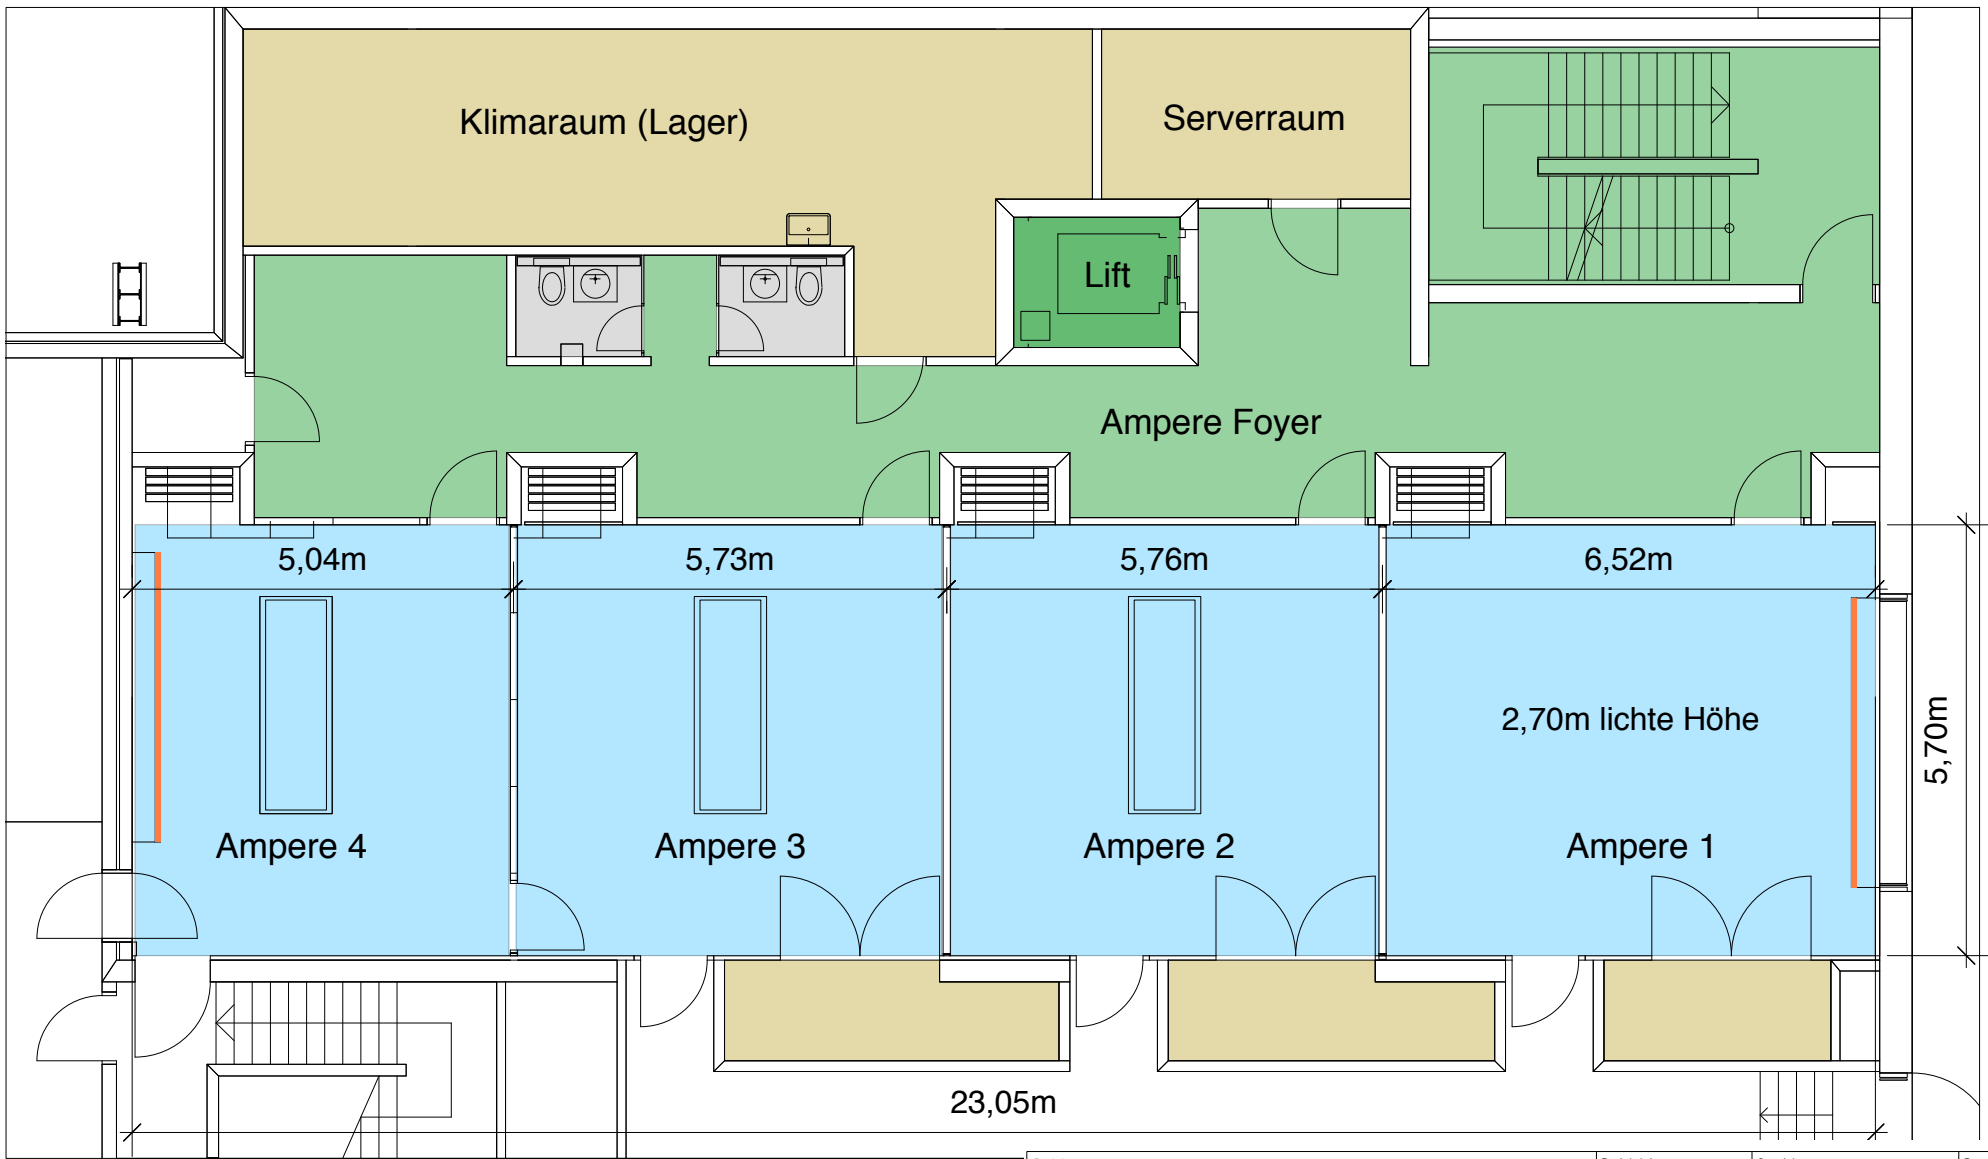 Klimaraum (Lager)
Serverraum
Lift
Ampere Foyer
5,04m
5,73m
5,76m
6,52m
2,70m lichte Höhe
5,70m
Ampere 4
Ampere 3
Ampere 2
Ampere 1
23,05m